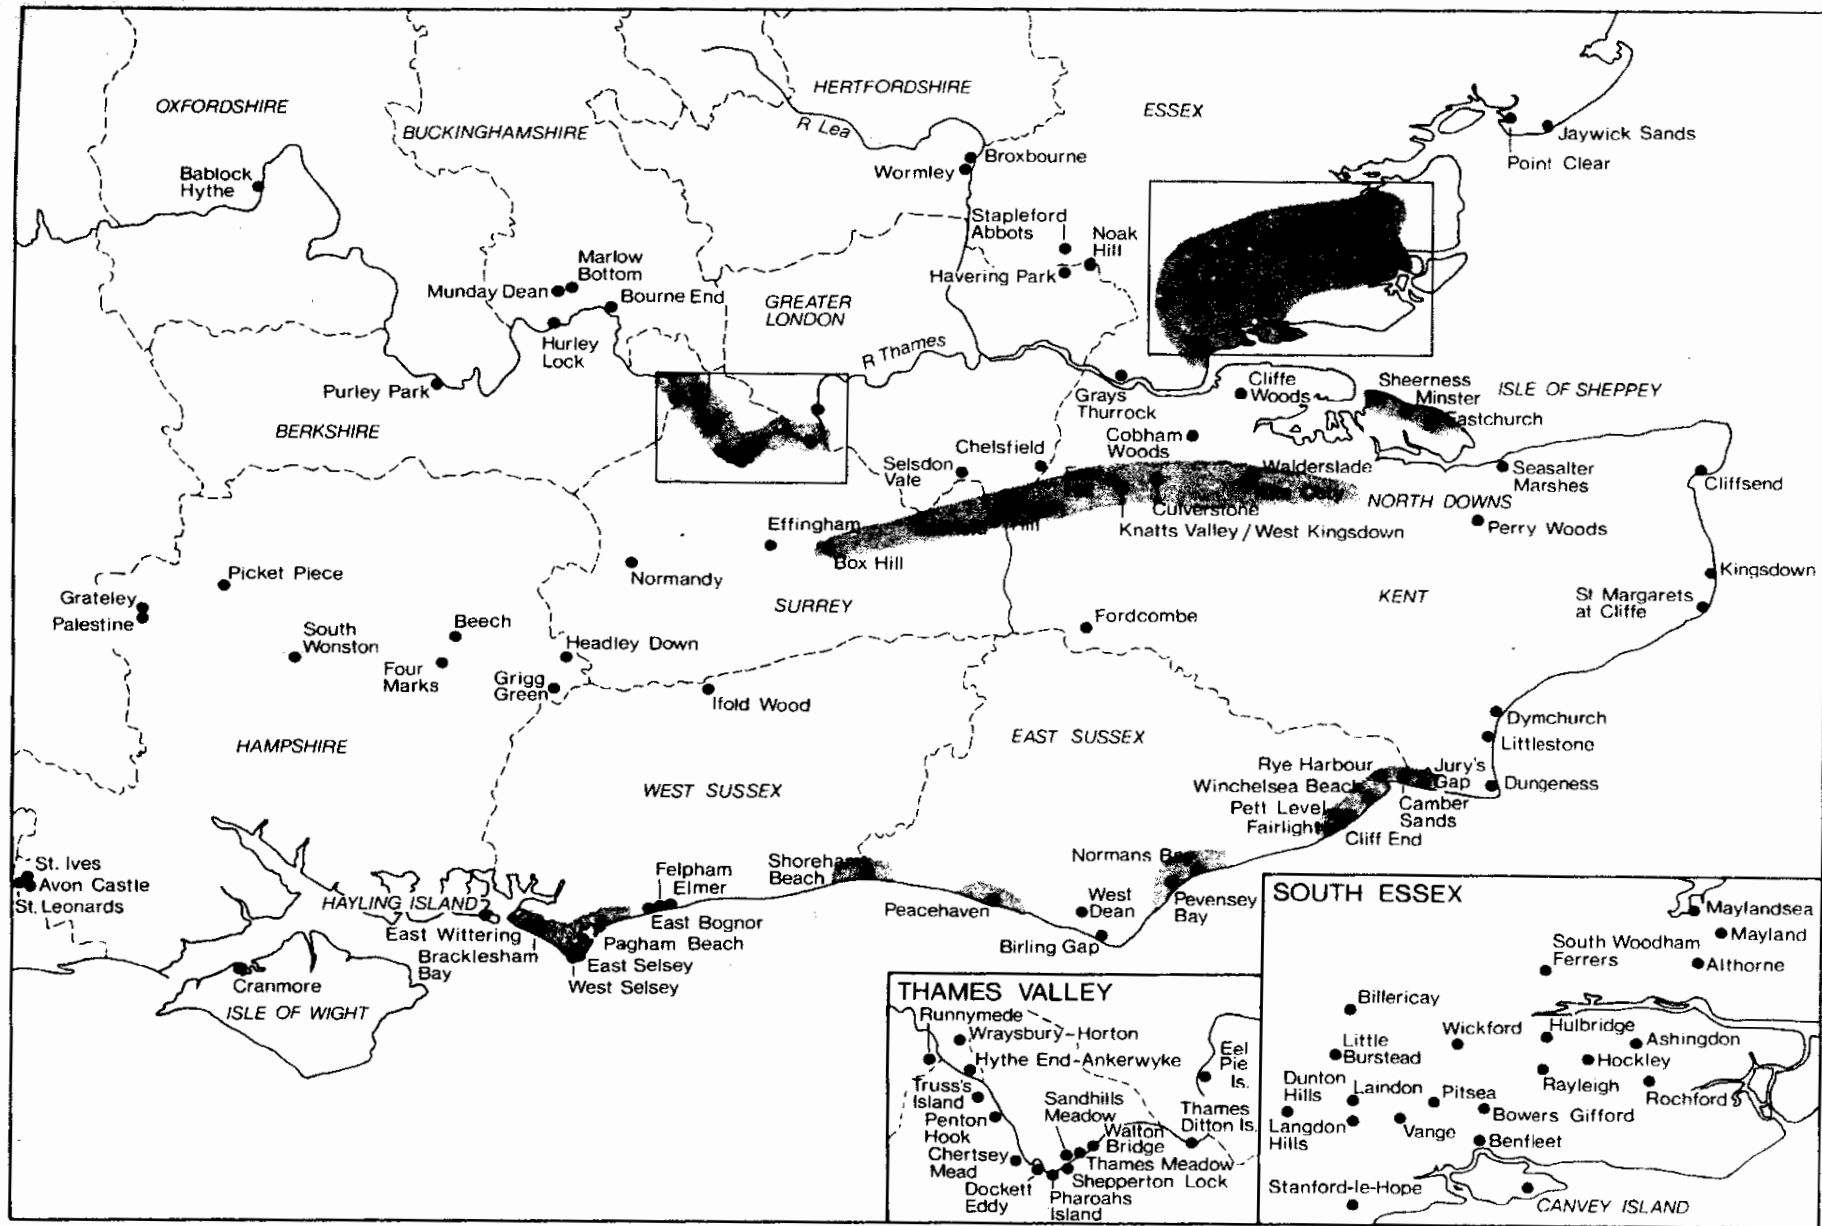 OXFORDSHIRE
BUCKINGHAMSHIRE
HERTFORDSHIRE
ESSEX
R Lea
Jaywick Sands
Point Clear
Bablock
Hythe
Broxbourne
Wormley
Stapleford
Abbots
Noak
Hill
Havering Park
Marlow
Bottom
Munday Dean
Bourne End
Hurley
Lock
GREATER
LONDON
R Thames
Purley Park
BERKSHIRE
Grays
Thurrock
Cliffe
Woods
Sheerness
Minster
Eastchurch
ISLE OF SHEPPEY
Cobham
Woods
Chelsfield
Selsdon
Vale
Walderslade
Culverstone
Knatts Valley / West Kingsdown
NORTH DOWNS
Seasalter
Marshes
Cliffsend
Perry Woods
Effingham
Box Hill
Normandy
SURREY
KENT
Kingsdown
St Margarets
at Cliffe
Picket Piece
Grateley
Palestine
South
Wonston
Beech
Four
Marks
Headley Down
Grigg
Green
Ifold Wood
Fordcombe
HAMPSHIRE
WEST SUSSEX
EAST SUSSEX
Dymchurch
Littlestone
Dungeness
Rye Harbour
Winchelsea Beach
Pett Level
Fairlight
Jury's
Gap
Camber
Sands
Cliff End
Normans Bay
Pevensey
Bay
West
Dean
Birling Gap
Peacehaven
Shoreham
Beach
Felpham
Elmer
East Bognor
Pagham Beach
East Selsey
West Selsey
Bracklesham
Bay
East Wittering
HAYLING ISLAND
St. Ives
Avon Castle
St. Leonards
Cranmore
ISLE OF WIGHT
THAMES VALLEY
Runnymede
Wraysbury-Horton
Hythe End-Ankerwyke
Truss's
Island
Penton
Hook
Chertsey
Mead
Dockett
Eddy
Pharoahs
Island
Shepperton Lock
Thames Meadow
Sandhills
Meadow
Walton
Bridge
Thames
Ditton Is.
Eel
Pie
Is.
SOUTH ESSEX
Maylandsea
Mayland
Althorne
South Woodham
Ferrers
Billericay
Wickford
Hulbridge
Ashingdon
Little
Burstead
Hockley
Dunton
Hills
Laindon
Pitsea
Rayleigh
Rochford
Bowers Gifford
Langdon
Hills
Vange
Benfleet
Stanford-le-Hope
CANVEY ISLAND